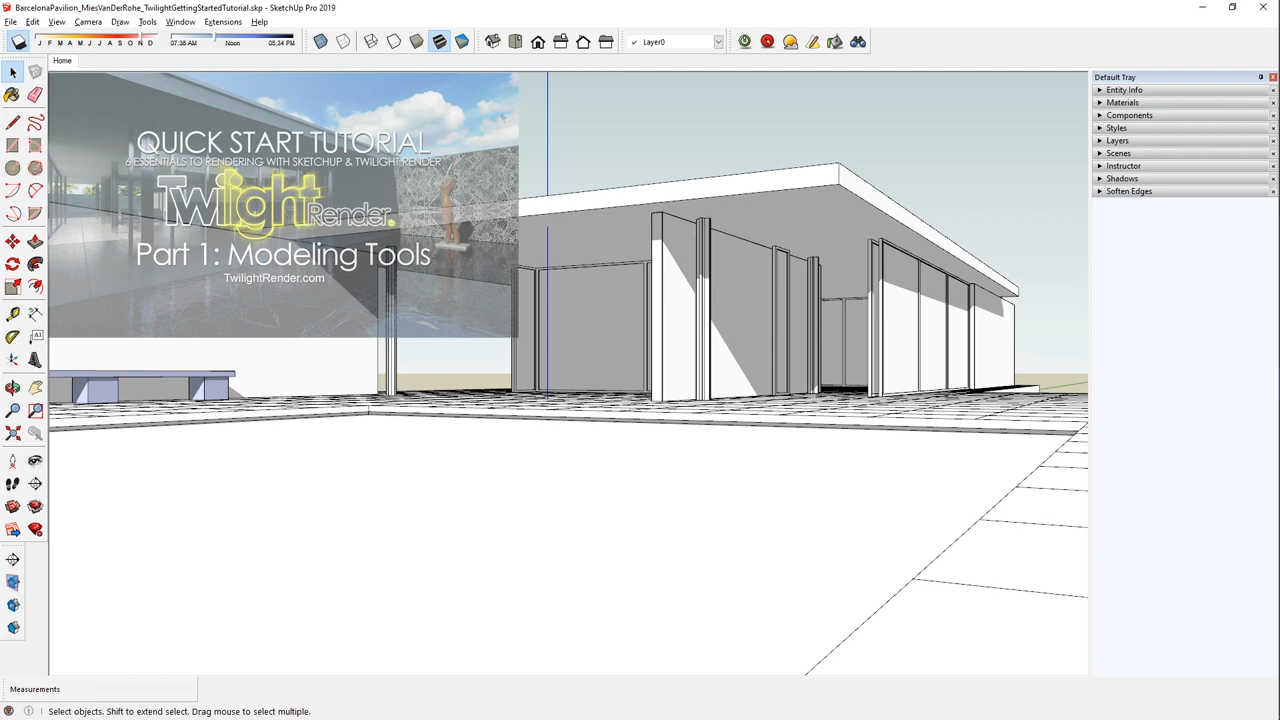 BarcelonaPavilion_MiesVanDerRohe_TwilightGettingStartedTutorial.skp - SketchUp Pro 2019
File Edit View Camera Draw Tools Window Extensions Help
J F M A M J J A S O N D
07:36 AM Noon 05:34 PM
✓ Layer0
Home
Default Tray
Entity Info
Materials
Components
Styles
Layers
Scenes
Instructor
Shadows
Soften Edges
QUICK START TUTORIAL
6 ESSENTIALS TO RENDERING WITH SKETCHUP & TWILIGHT RENDER
Twilight Render
Part 1: Modeling Tools
TwilightRender.com
Measurements
Select objects. Shift to extend select. Drag mouse to select multiple.